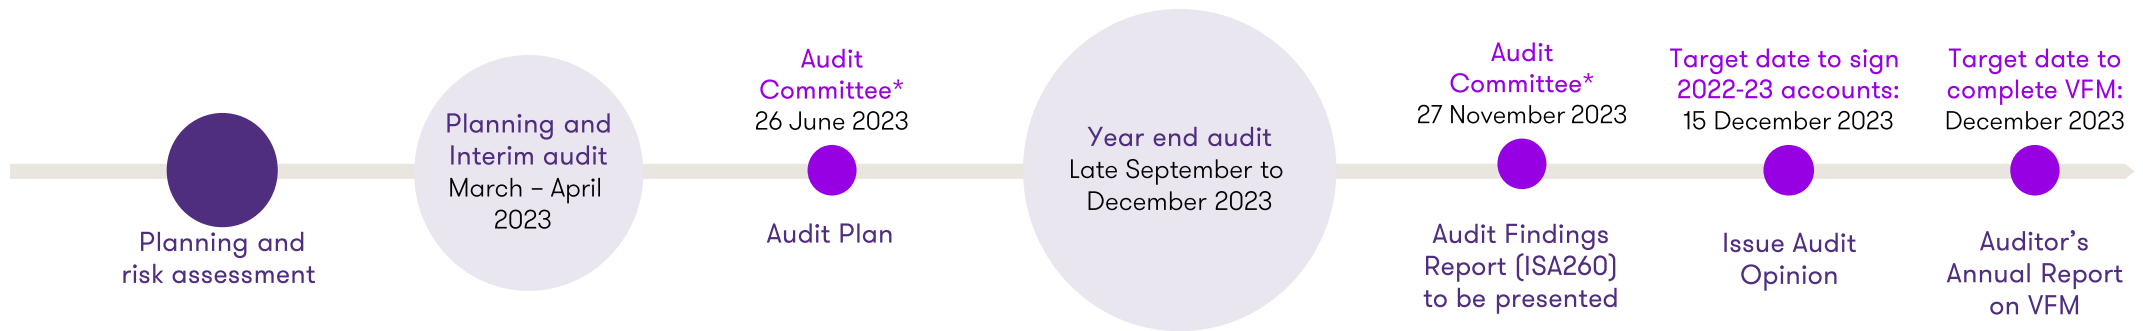 Planning and
risk assessment
Planning and
Interim audit
March – April
2023
Audit
Committee*
26 June 2023
Audit Plan
Year end audit
Late September to
December 2023
Audit
Committee*
27 November 2023
Audit Findings
Report (ISA260)
to be presented
Target date to sign
2022-23 accounts:
15 December 2023
Issue Audit
Opinion
Target date to
complete VFM:
December 2023
Auditor’s
Annual Report
on VFM